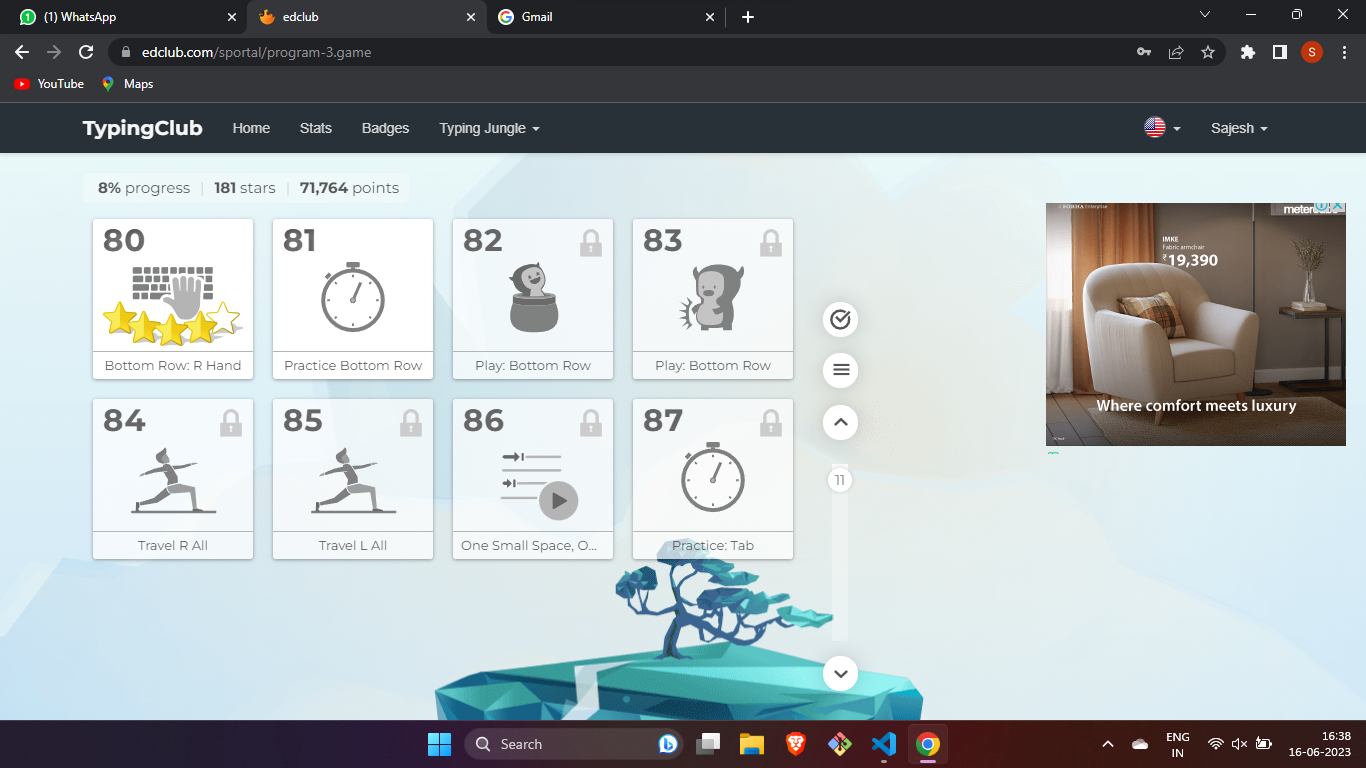 (1) WhatsApp
edclub
Gmail
edclub.com/sportal/program-3.game
S
YouTube
Maps
TypingClub
Home
Stats
Badges
Typing Jungle
Sajesh
8% progress
181 stars
71,764 points
80
Bottom Row: R Hand
81
Practice Bottom Row
82
Play: Bottom Row
83
Play: Bottom Row
84
Travel R All
85
Travel L All
86
One Small Space, O...
87
Practice: Tab
11
IMKE
Fabric armchair
₹19,390
Where comfort meets luxury
Search
ENG
IN
16:38
16-06-2023